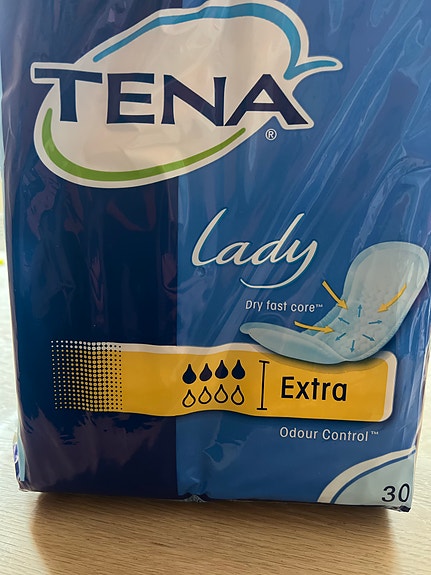 TENA®
Lady
Dry fast core™
Extra
Odour Control™
30